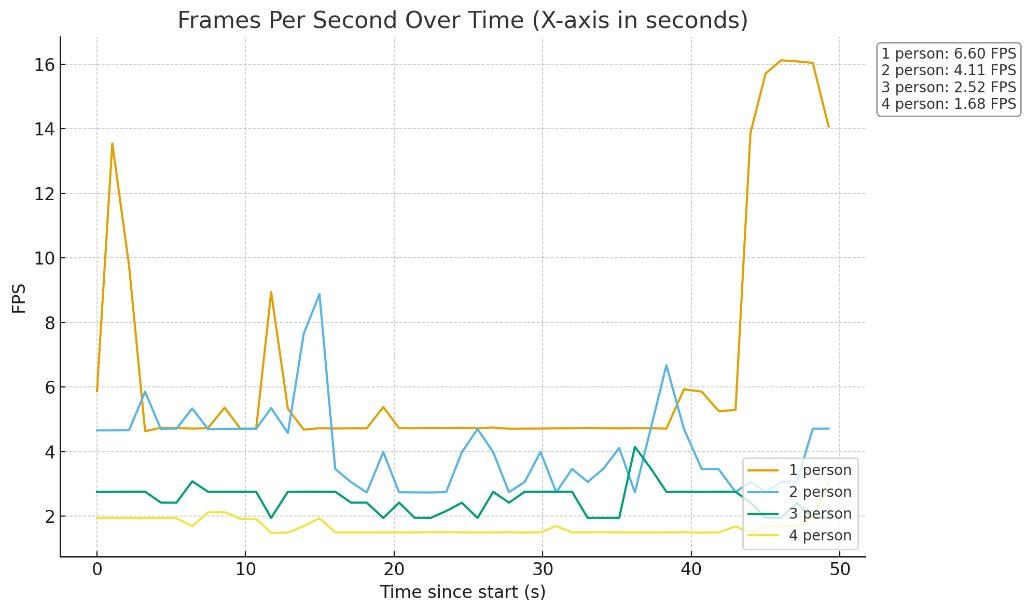 Frames Per Second Over Time (X-axis in seconds)
1 person: 6.60 FPS
2 person: 4.11 FPS
3 person: 2.52 FPS
4 person: 1.68 FPS
FPS
16
14
12
10
8
6
4
2
1 person
2 person
3 person
4 person
0 10 20 30 40 50
Time since start (s)